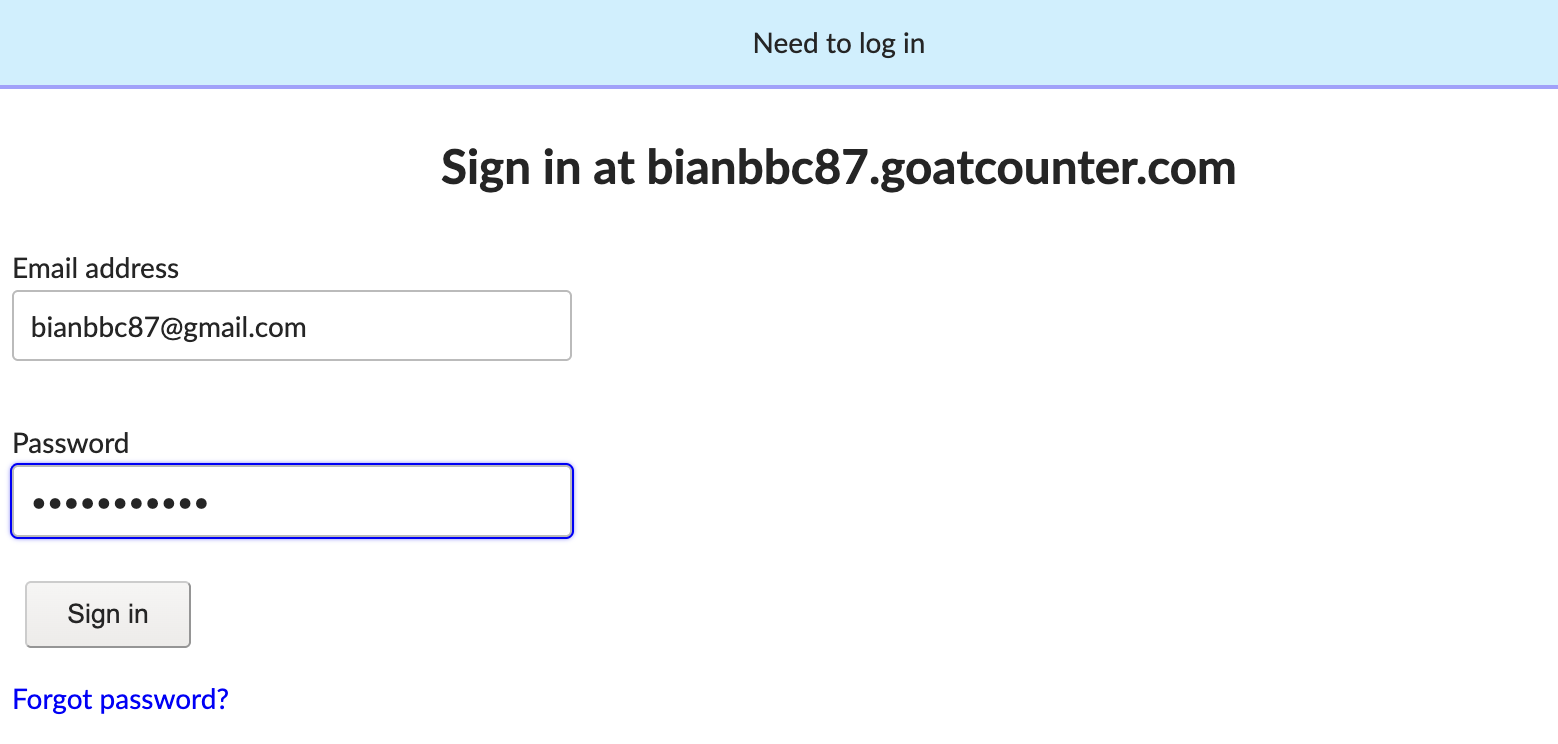 Need to log in
Sign in at bianbbc87.goatcounter.com
Email address
bianbbc87@gmail.com
Password
•••••••••••
Sign in
Forgot password?